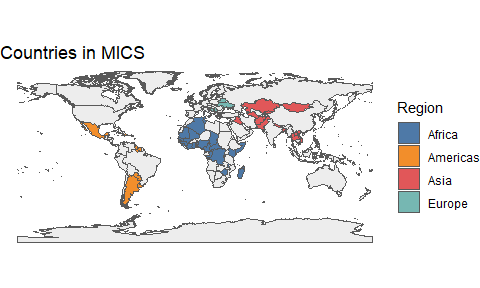 Countries in MICS
Region
Africa
Americas
Asia
Europe